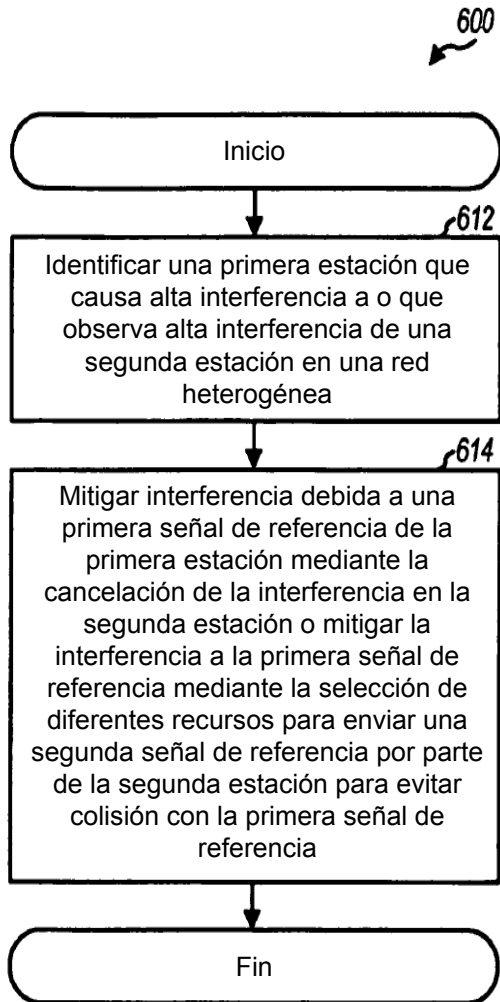 600
Inicio
612
Identificar una primera estación que
causa alta interferencia a o que
observa alta interferencia de una
segunda estación en una red
heterogénea
614
Mitigar interferencia debida a una
primera señal de referencia de la
primera estación mediante la
cancelación de la interferencia en la
segunda estación o mitigar la
interferencia a la primera señal de
referencia mediante la selección de
diferentes recursos para enviar una
segunda señal de referencia por parte
de la segunda estación para evitar
colisión con la primera señal de
referencia
Fin